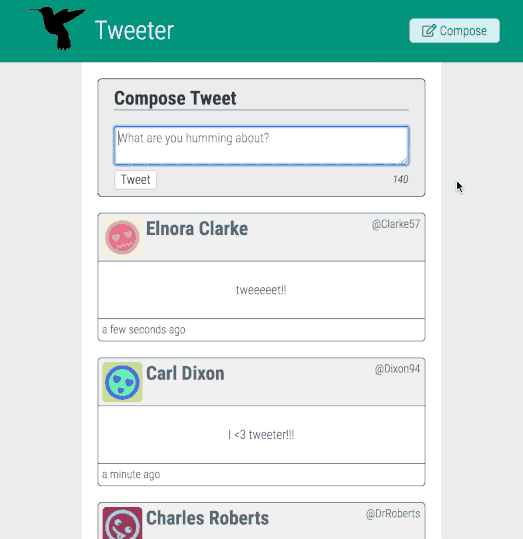 Tweeter
Compose
Compose Tweet
What are you humming about?
Tweet
140
Elnora Clarke
@Clarke57
tweeeeet!!
a few seconds ago
Carl Dixon
@Dixon94
I <3 tweeter!!!
a minute ago
Charles Roberts
@DrRoberts